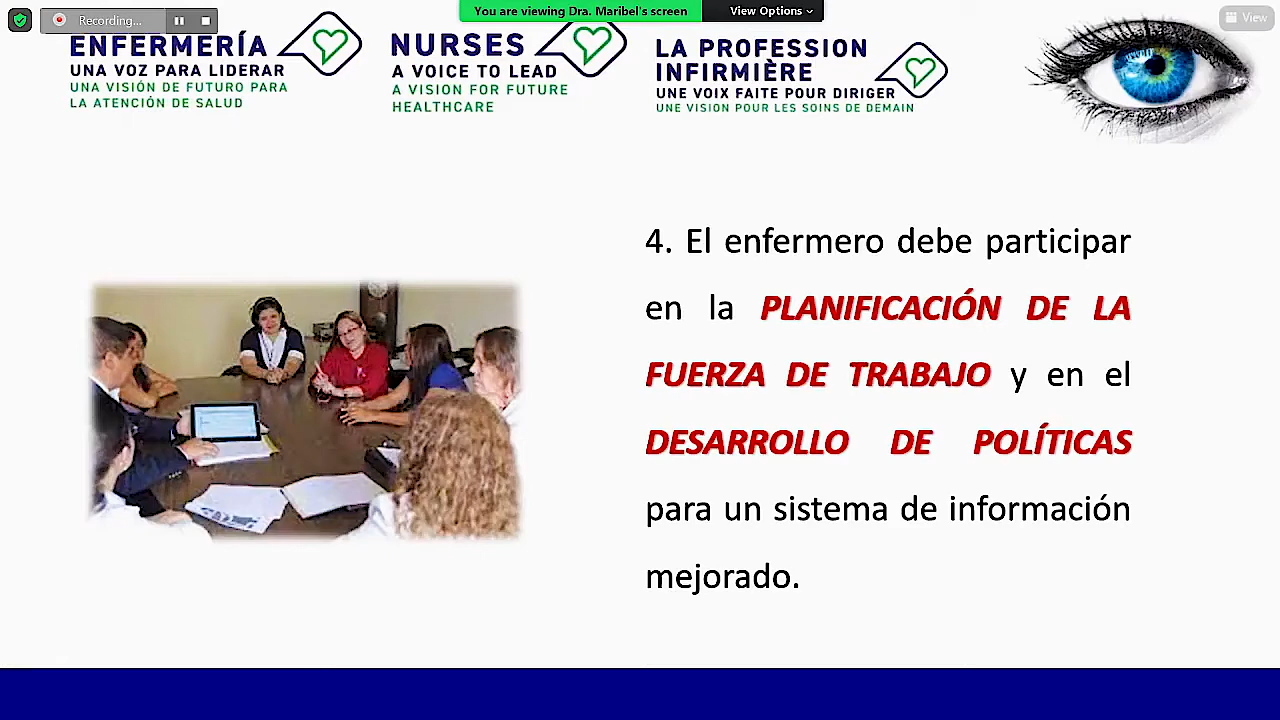 Recording...
You are viewing Dra. Maribel's screen
View Options
View
ENFERMERÍA
UNA VOZ PARA LIDERAR
UNA VISIÓN DE FUTURO PARA
LA ATENCIÓN DE SALUD
NURSES
A VOICE TO LEAD
A VISION FOR FUTURE
HEALTHCARE
LA PROFESSION
INFIRMIÈRE
UNE VOIX FAITE POUR DIRIGER
UNE VISION POUR LES SOINS DE DEMAIN
4. El enfermero debe participar
en la PLANIFICACIÓN DE LA
FUERZA DE TRABAJO y en el
DESARROLLO DE POLÍTICAS
para un sistema de información
mejorado.